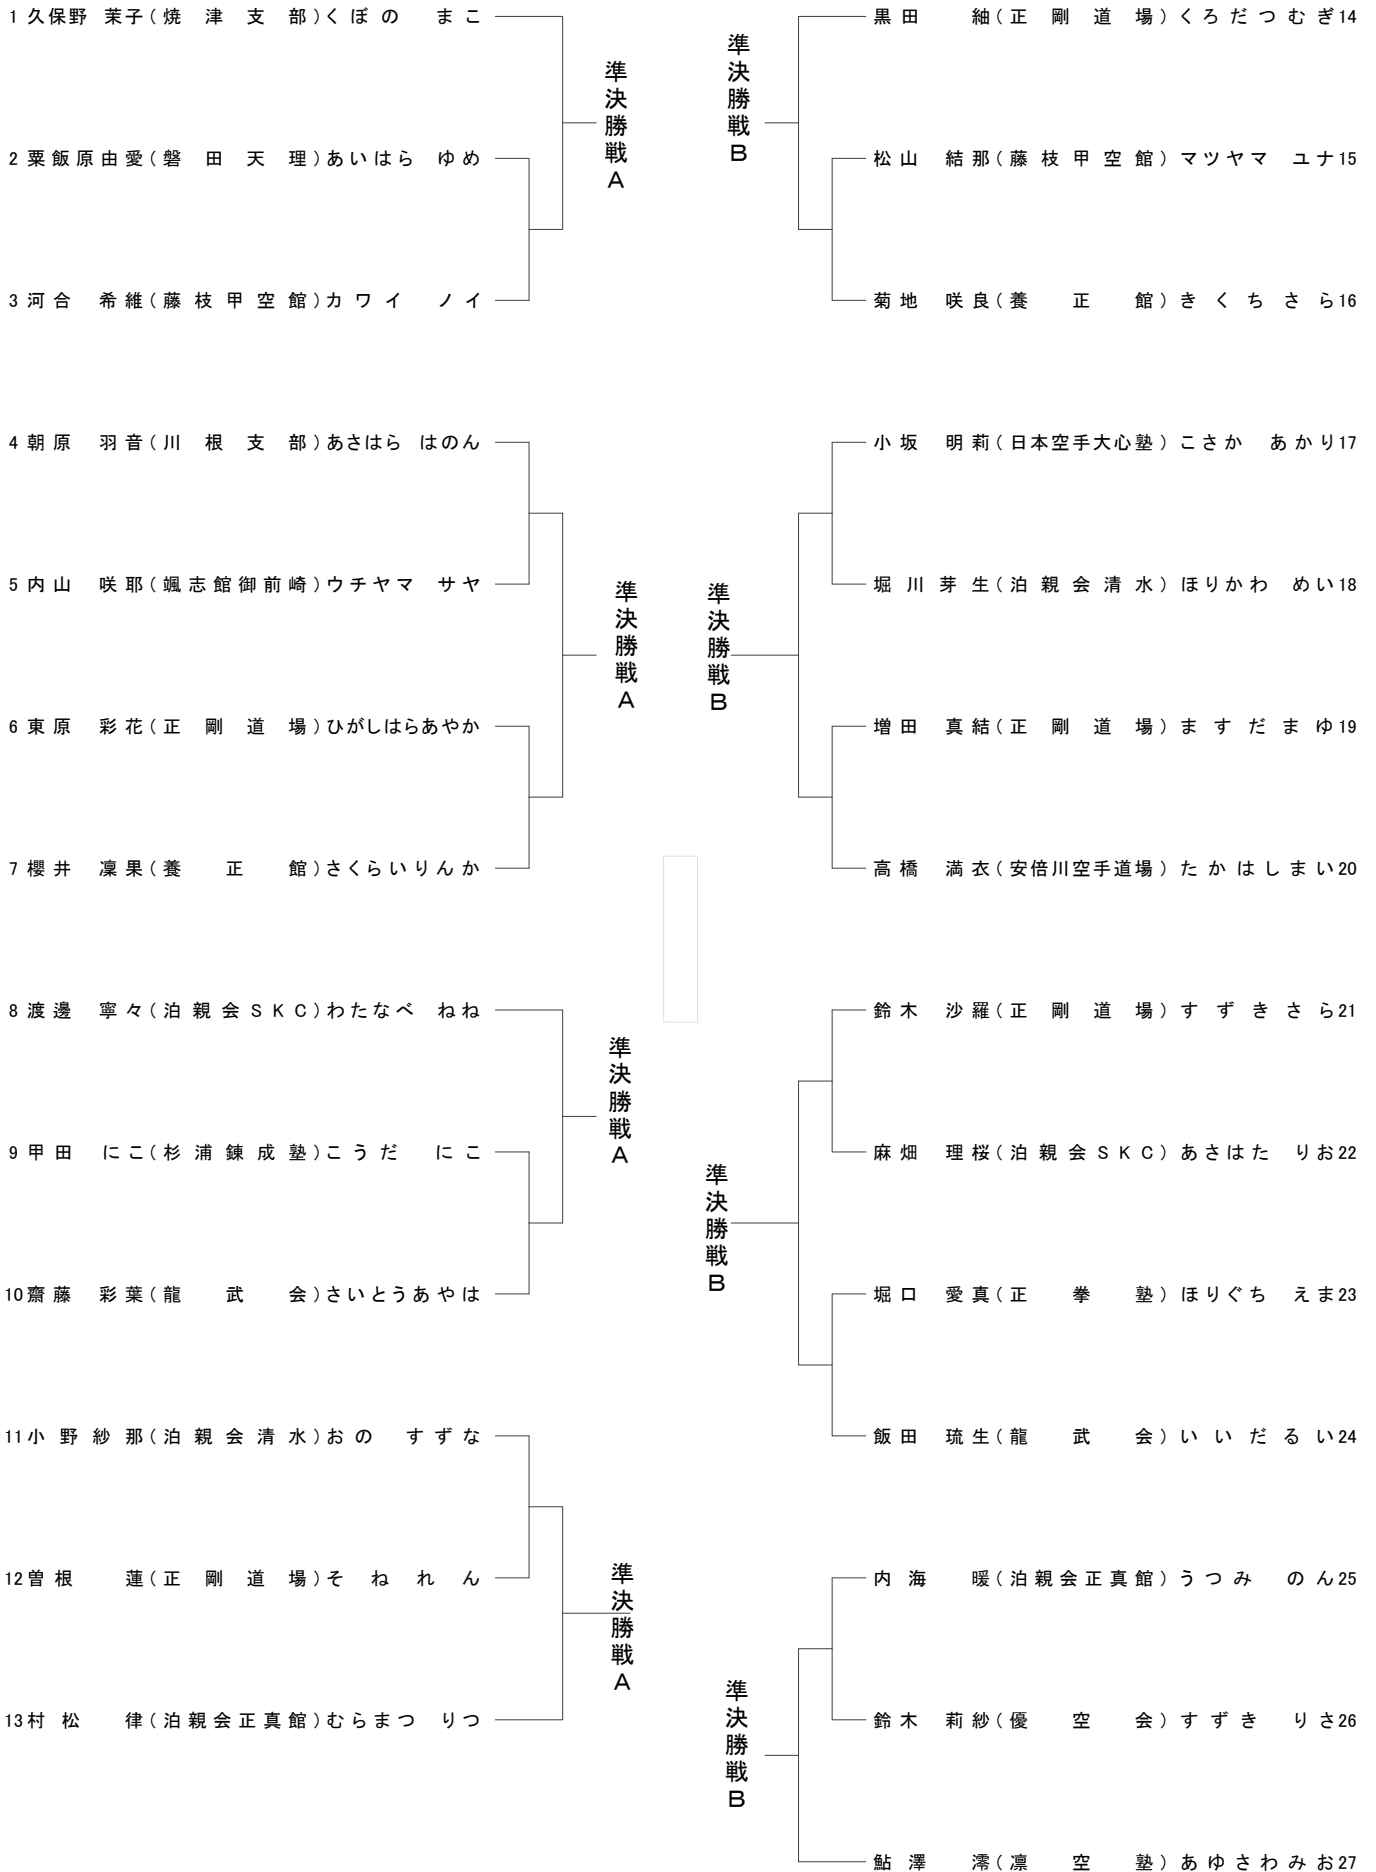 1 久保野 茉子(焼津支部)くぼの まこ
準決勝戦A
2 粟飯原由愛(磐田天理)あいはら ゆめ
3 河合 希維(藤枝甲空館)カワイ ノイ
4 朝原 羽音(川根支部)あさはら はのん
5 内山 咲耶(颯志館御前崎)ウチヤマ サヤ
準決勝戦A
6 東原 彩花(正剛道場)ひがしはらあやか
7 櫻井 凜果(養正館)さくらいりんか
8 渡邊 寧々(泊親会SKC)わたなべ ねね
準決勝戦A
9 甲田 にこ(杉浦錬成塾)こうだ にこ
10 齋藤 彩葉(龍武会)さいとうあやは
11 小野紗那(泊親会清水)おの すずな
12 曽根 蓮(正剛道場)そねれん
準決勝戦A
13 村松 律(泊親会正真館)むらまつ りつ
黒田 紬(正剛道場)くろだつむぎ14
準決勝戦B
松山 結那(藤枝甲空館)マツヤマ ユナ15
菊地 咲良(養正館)きくちさら16
小坂 明莉(日本空手大心塾)こさか あかり17
堀川芽生(泊親会清水)ほりかわ めい18
準決勝戦B
増田 真結(正剛道場)ますだまゆ19
高橋 満衣(安倍川空手道場)たかはしまい20
鈴木 沙羅(正剛道場)すずきさら21
麻畑 理桜(泊親会SKC)あさはた りお22
準決勝戦B
堀口 愛真(正拳塾)ほりぐち えま23
飯田 琉生(龍武会)いいだるい24
内海 暖(泊親会正真館)うつみ のん25
鈴木 莉紗(優空会)すずき りさ26
準決勝戦B
鮎澤 澪(凛空塾)あゆさわみお27